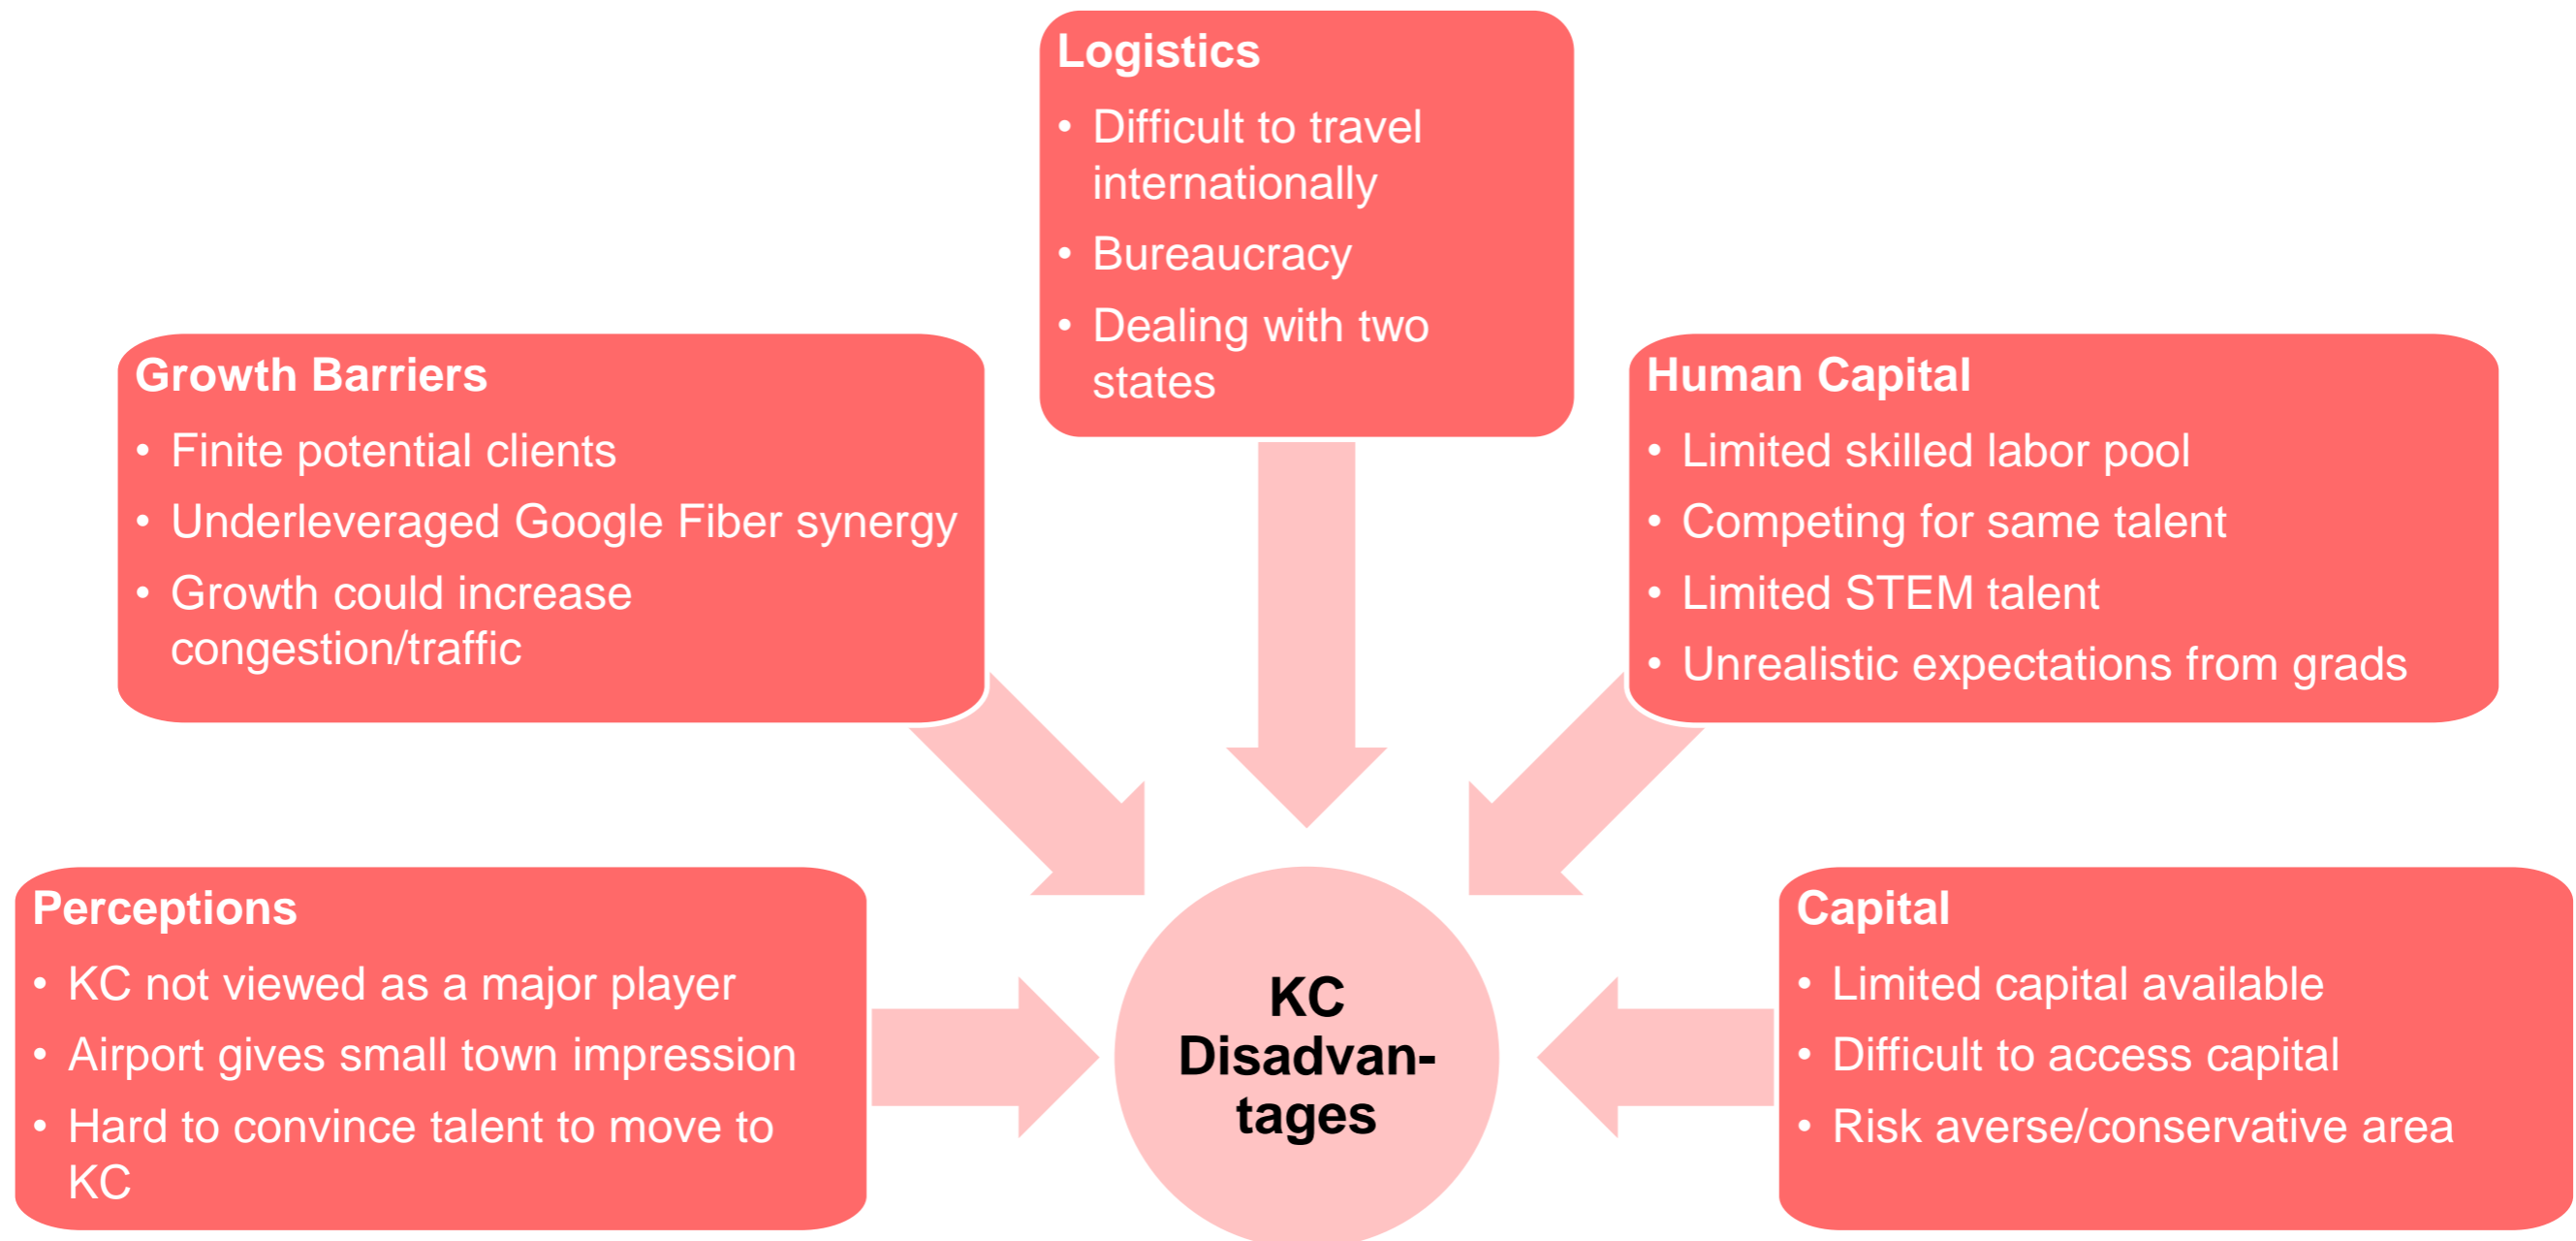 Logistics
• Difficult to travel
internationally
• Bureaucracy
• Dealing with two
states
Growth Barriers
• Finite potential clients
• Underleveraged Google Fiber synergy
• Growth could increase
congestion/traffic
Human Capital
• Limited skilled labor pool
• Competing for same talent
• Limited STEM talent
• Unrealistic expectations from grads
Perceptions
• KC not viewed as a major player
• Airport gives small town impression
• Hard to convince talent to move to
KC
KC
Disadvan-
tages
Capital
• Limited capital available
• Difficult to access capital
• Risk averse/conservative area